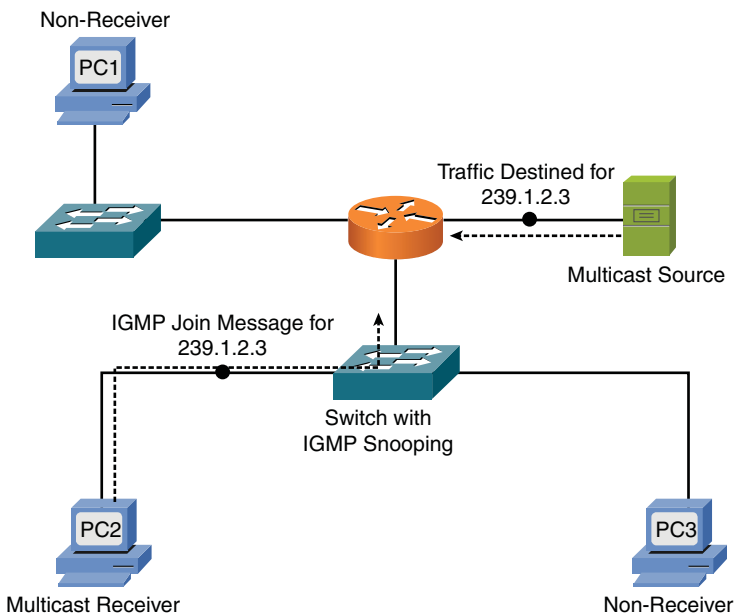 Non-Receiver
PC1
Traffic Destined for
239.1.2.3
Multicast Source
IGMP Join Message for
239.1.2.3
Switch with
IGMP Snooping
PC2
PC3
Multicast Receiver
Non-Receiver